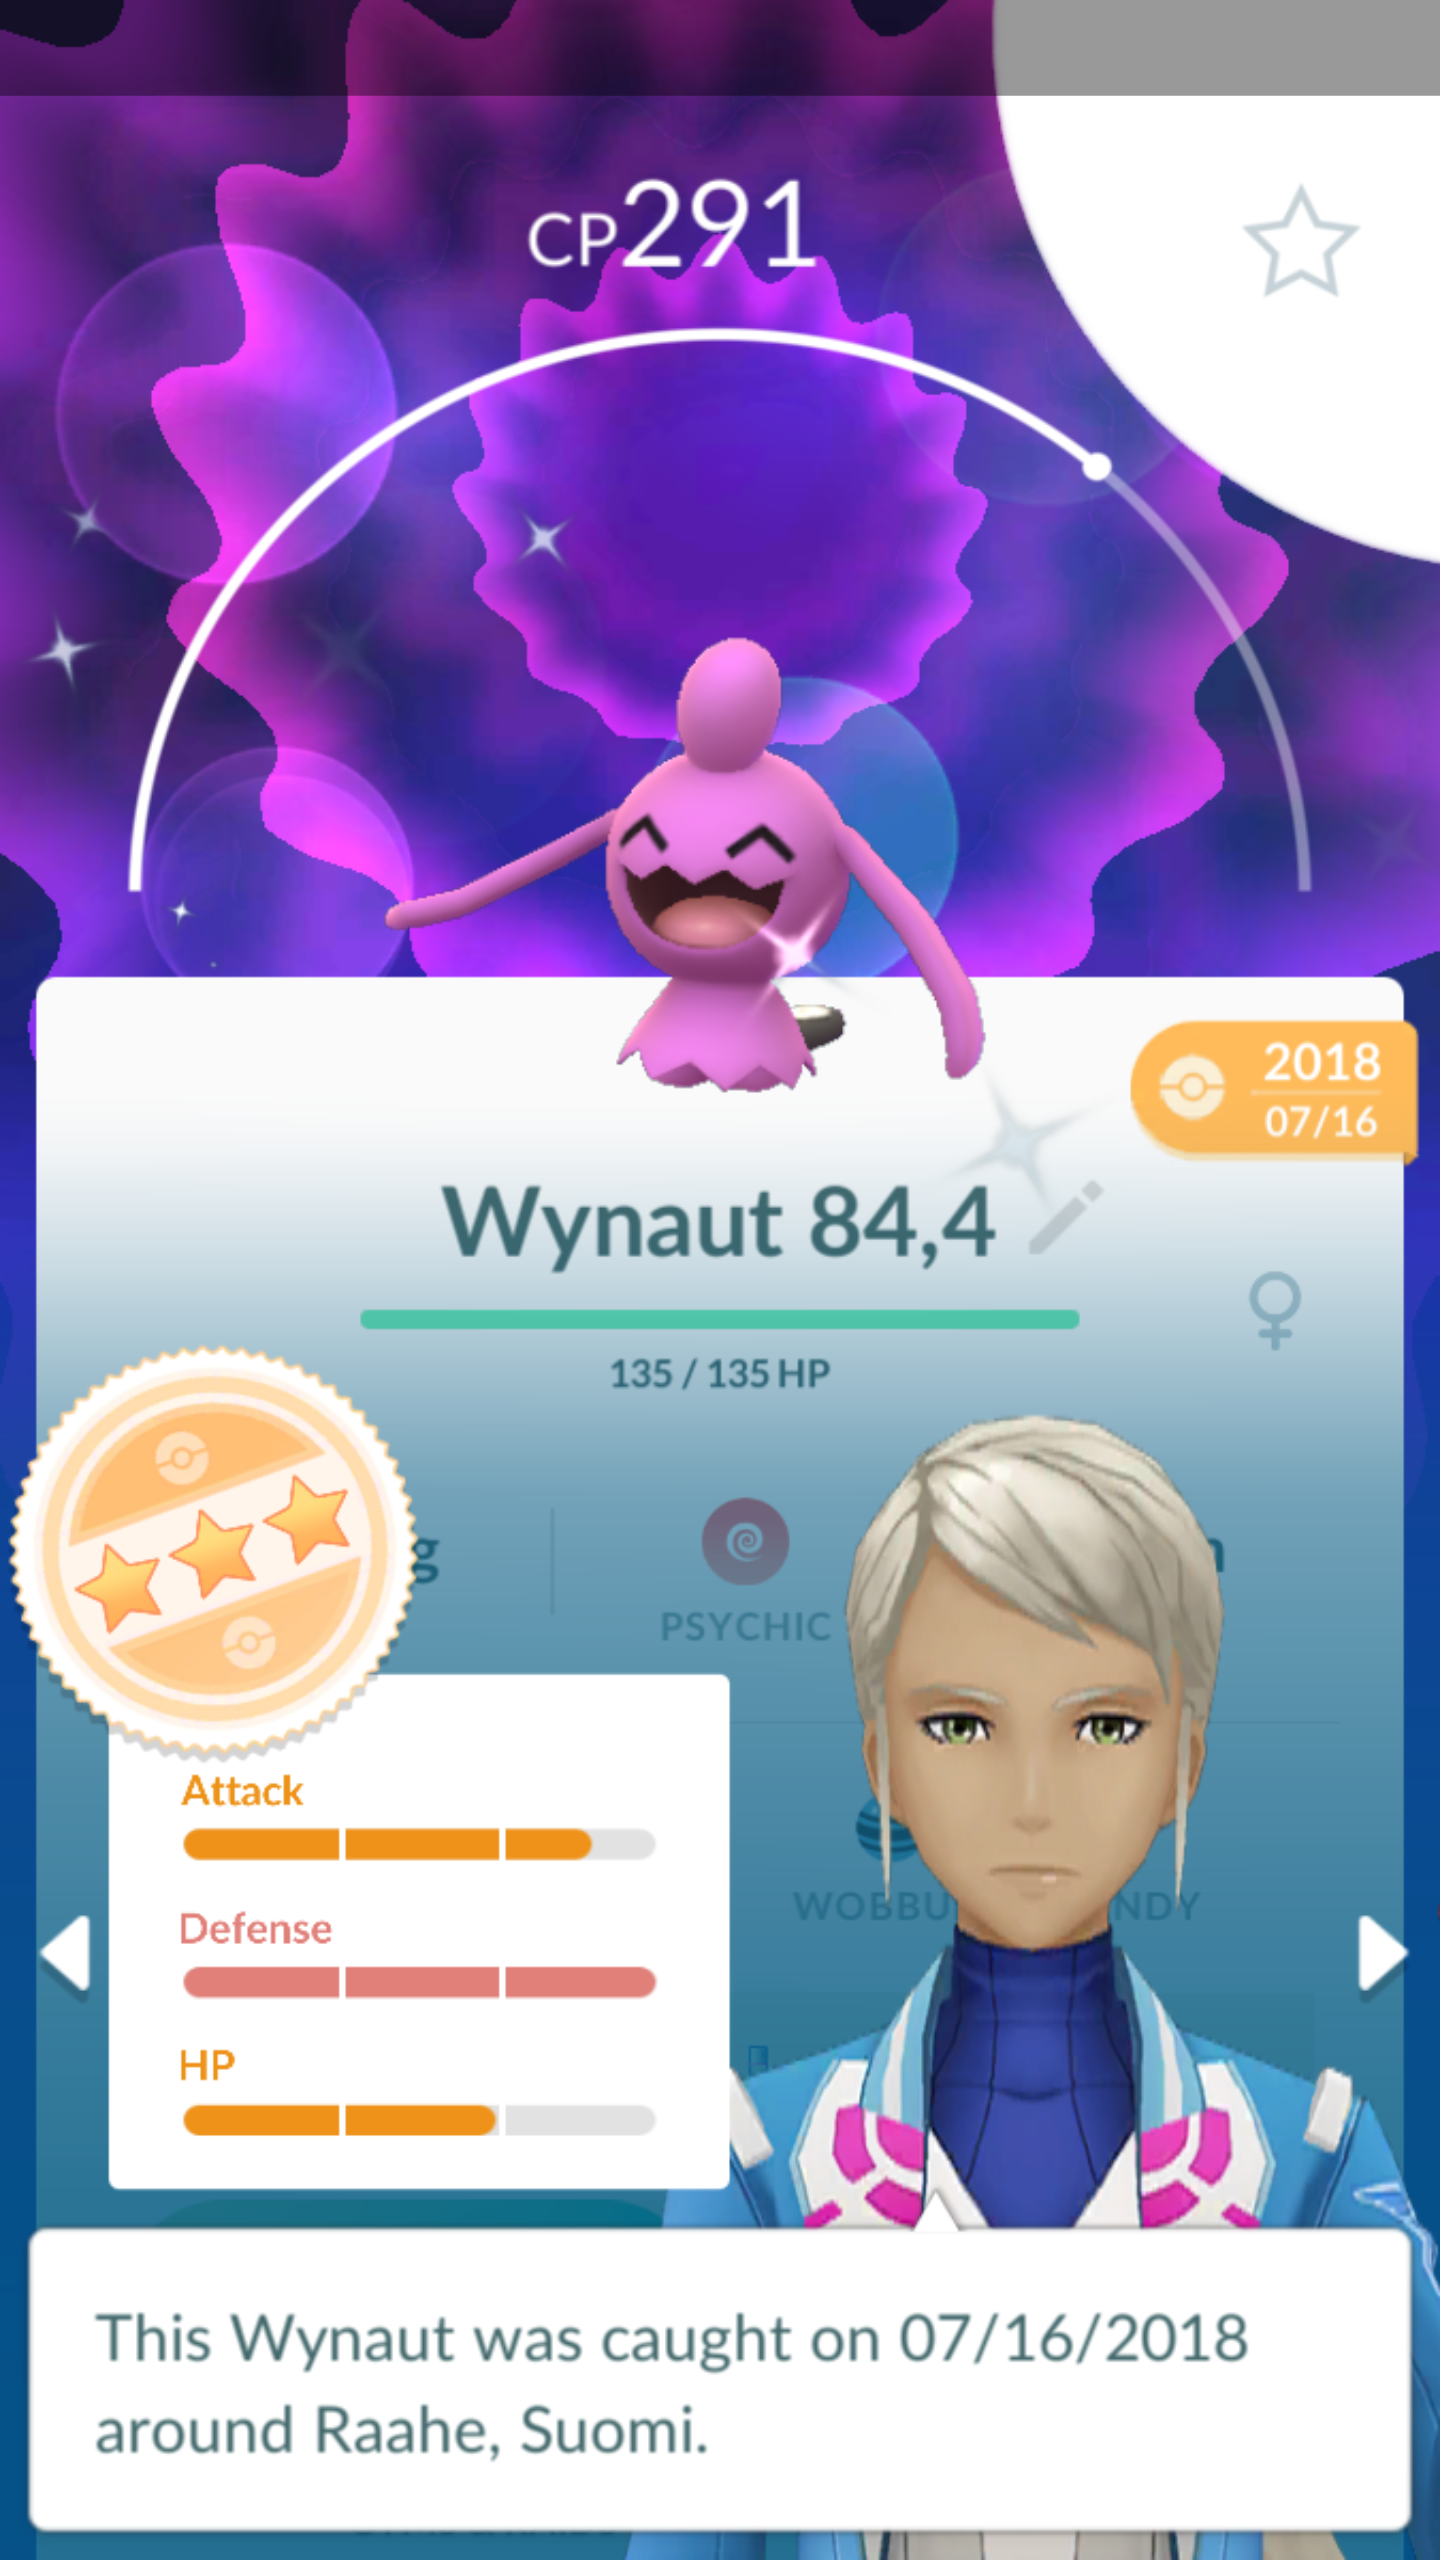 CP291
2018
07/16
Wynaut 84,4
135 / 135 HP
PSYCHIC
Attack
Defense
HP
This Wynaut was caught on 07/16/2018
around Raahe, Suomi.